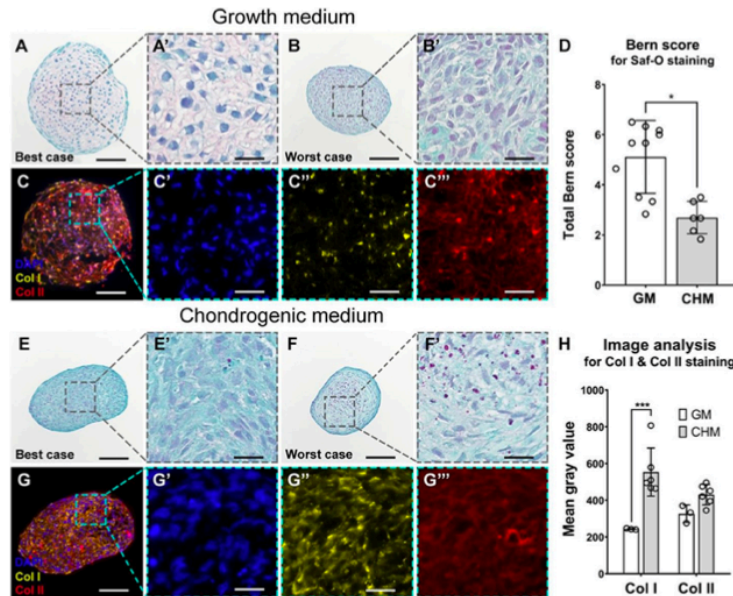 Growth medium
A
A'
B
B'
Best case
Worst case
C
C'
C''
C'''
DAPI
Col I
Col II
D
Bern score
for Saf-O staining
Total Bern score
8
6
4
2
0
*
GM
CHM
Chondrogenic medium
E
E'
F
F'
Best case
Worst case
G
G'
G''
G'''
DAPI
Col I
Col II
H
Image analysis
for Col I & Col II staining
Mean gray value
1000
800
600
400
200
0
***
GM
CHM
Col I
Col II